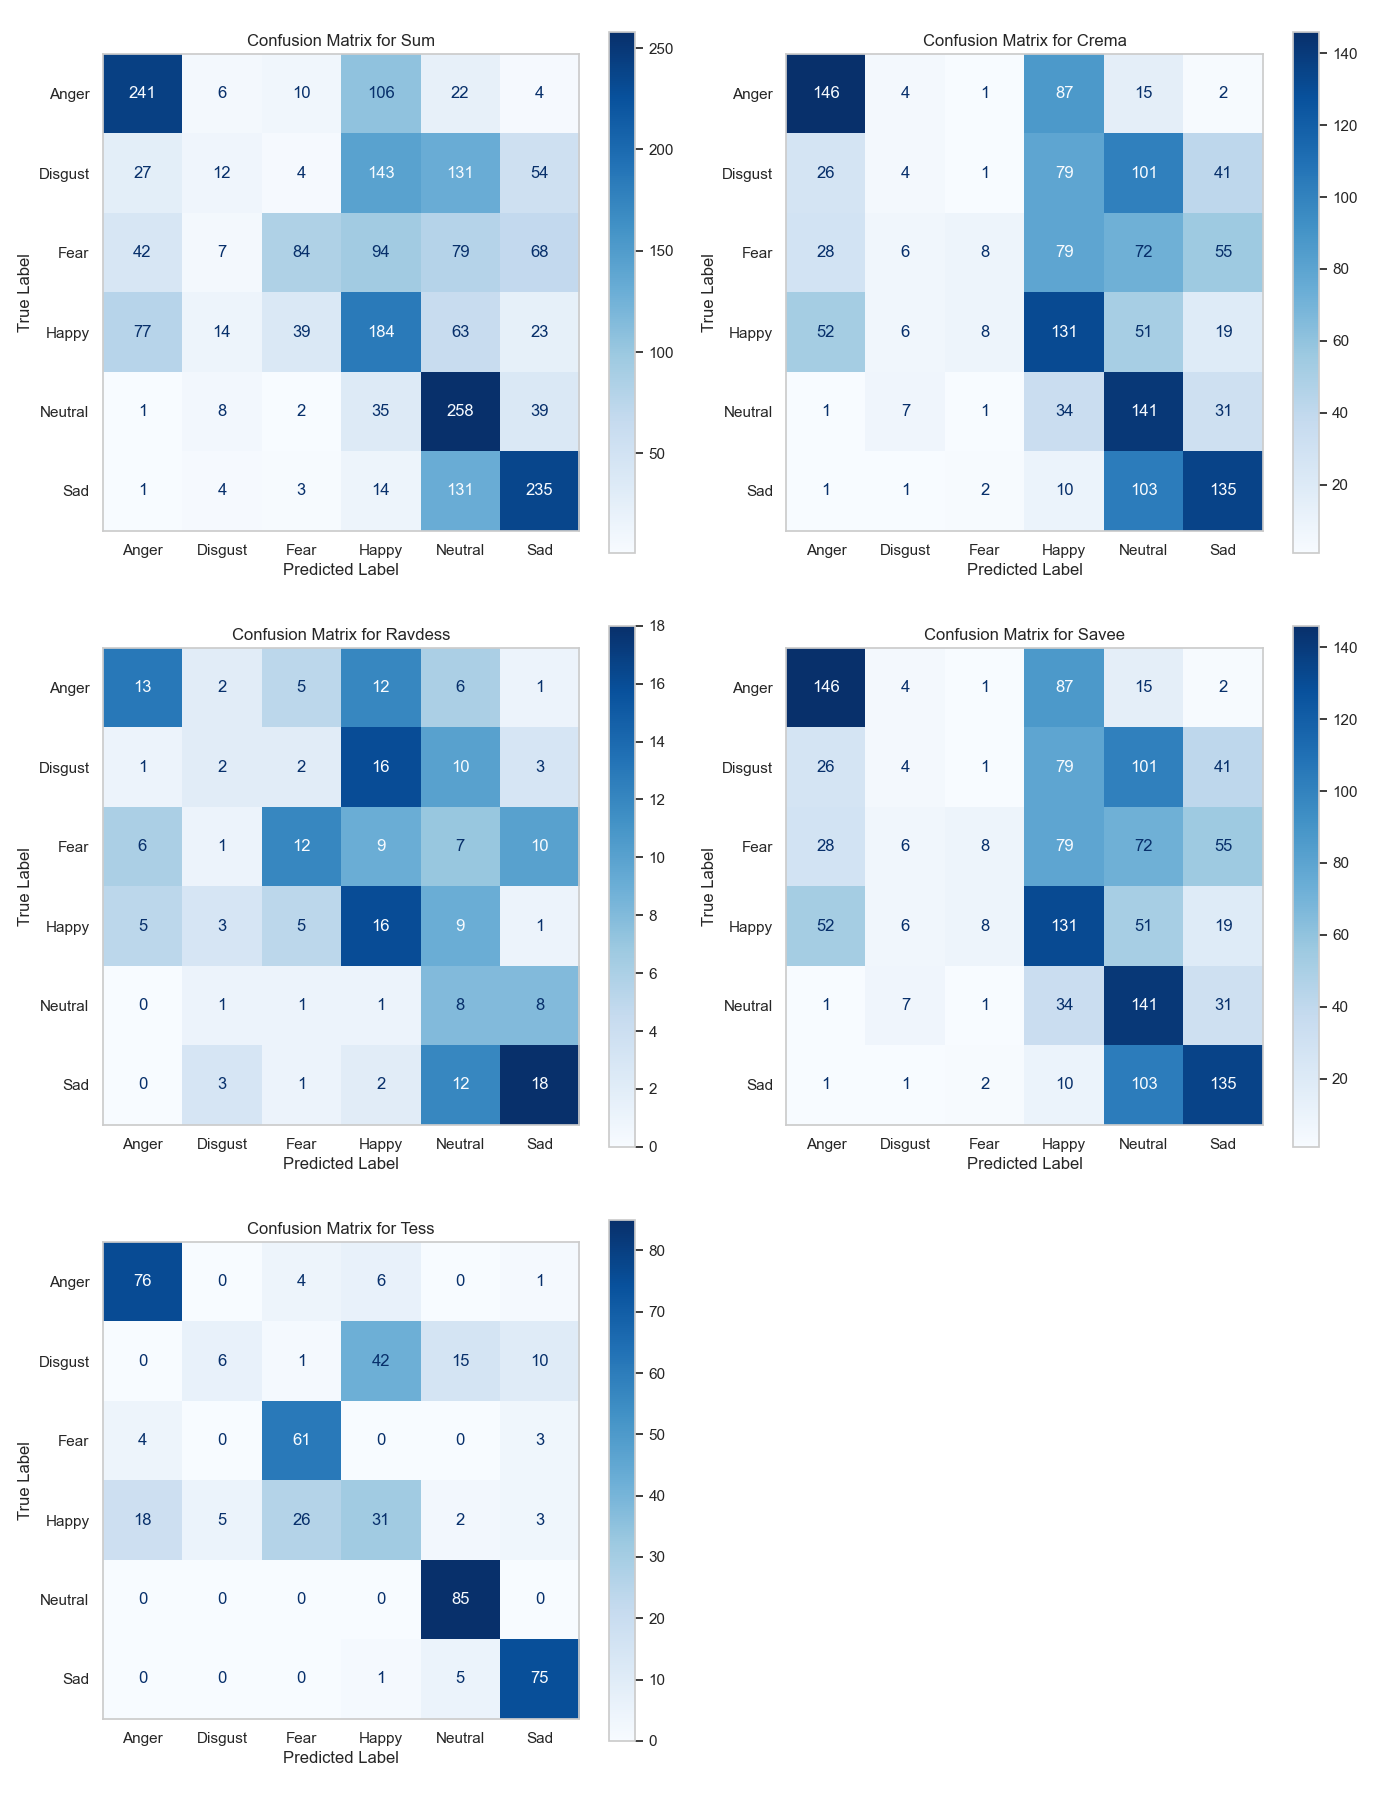 Confusion Matrix for Sum
Anger 241 6 10 106 22 4
Disgust 27 12 4 143 131 54
Fear 42 7 84 94 79 68
Happy 77 14 39 184 63 23
Neutral 1 8 2 35 258 39
Sad 1 4 3 14 131 235
Anger Disgust Fear Happy Neutral Sad
Predicted Label
True Label
250
200
150
100
50
Confusion Matrix for Crema
Anger 146 4 1 87 15 2
Disgust 26 4 1 79 101 41
Fear 28 6 8 79 72 55
Happy 52 6 8 131 51 19
Neutral 1 7 1 34 141 31
Sad 1 1 2 10 103 135
Anger Disgust Fear Happy Neutral Sad
Predicted Label
True Label
140
120
100
80
60
40
20
Confusion Matrix for Ravdess
Anger 13 2 5 12 6 1
Disgust 1 2 2 16 10 3
Fear 6 1 12 9 7 10
Happy 5 3 5 16 9 1
Neutral 0 1 1 1 8 8
Sad 0 3 1 2 12 18
Anger Disgust Fear Happy Neutral Sad
Predicted Label
True Label
18
16
14
12
10
8
6
4
2
0
Confusion Matrix for Savee
Anger 146 4 1 87 15 2
Disgust 26 4 1 79 101 41
Fear 28 6 8 79 72 55
Happy 52 6 8 131 51 19
Neutral 1 7 1 34 141 31
Sad 1 1 2 10 103 135
Anger Disgust Fear Happy Neutral Sad
Predicted Label
True Label
140
120
100
80
60
40
20
Confusion Matrix for Tess
Anger 76 0 4 6 0 1
Disgust 0 6 1 42 15 10
Fear 4 0 61 0 0 3
Happy 18 5 26 31 2 3
Neutral 0 0 0 0 85 0
Sad 0 0 0 1 5 75
Anger Disgust Fear Happy Neutral Sad
Predicted Label
True Label
80
70
60
50
40
30
20
10
0